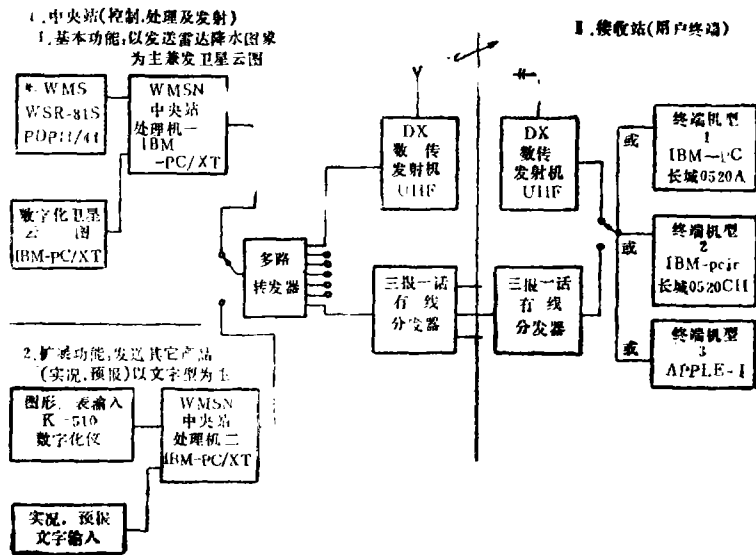 1.中央站(控制.处理及发射)
1.基本功能:以发送雷达降水图象
为主兼发卫星云图
WMS
WSR-81S
PDP11/44
WMSN
中央站
处理机一
IBM
-PC/XT
数字化卫星
云 图
IBM-PC/XT
多路
转发器
DX
数 传
发射机
UHF
三报一话
有 线
分发器
2.扩展功能:发送其它产品
(实况,预报)以文字型为主
图形、表输入
K-510
数字化仪
WMSN
中央站
处理机二
IBM-PC/XT
实况,预报
文字输入
Ⅱ.接收站(用户终端)
DX
数 传
发射机
UHF
三报一话
有 线
分发器
或
或
或
终端机型
1
IBM-PC
长城0520A
终端机型
2
IBM-pcjr
长城0520CH
终端机型
3
APPLE-I